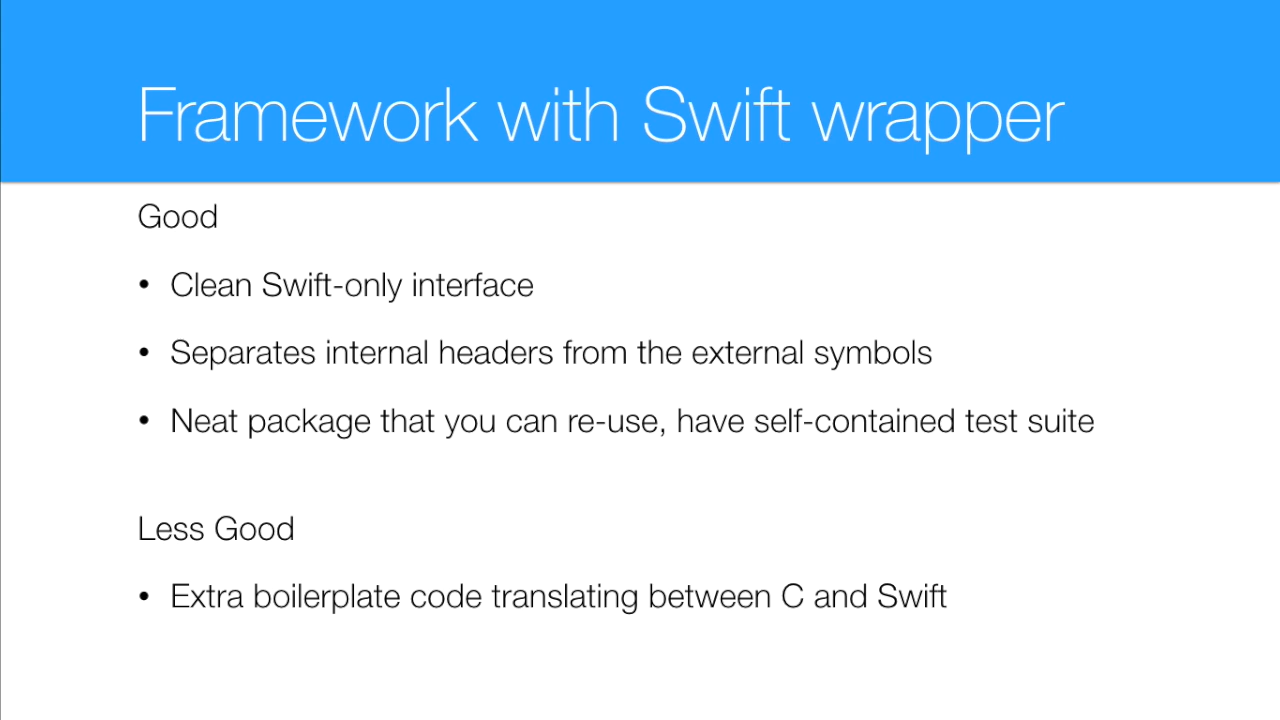 Framework with Swift wrapper
Good
• Clean Swift-only interface
• Separates internal headers from the external symbols
• Neat package that you can re-use, have self-contained test suite
Less Good
• Extra boilerplate code translating between C and Swift